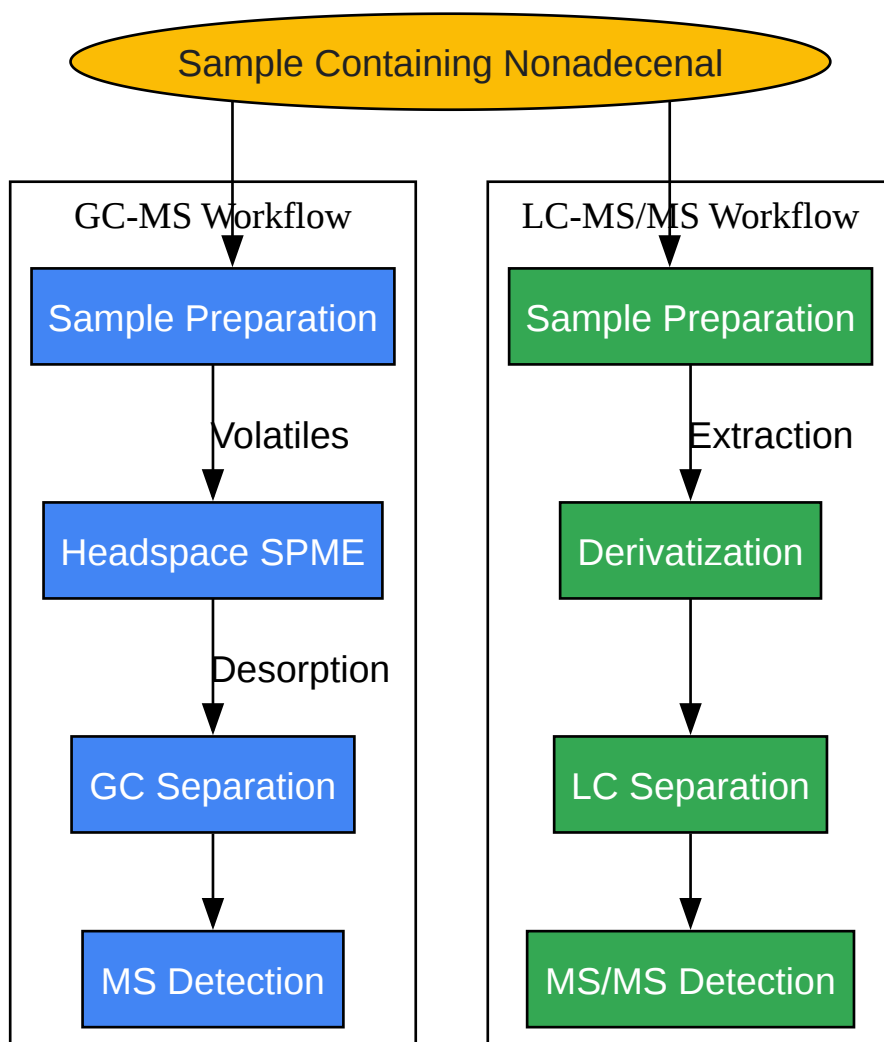 Sample Containing Nonadecenal
GC-MS Workflow
Sample Preparation
Volatiles
Headspace SPME
Desorption
GC Separation
MS Detection
LC-MS/MS Workflow
Sample Preparation
Extraction
Derivatization
LC Separation
MS/MS Detection